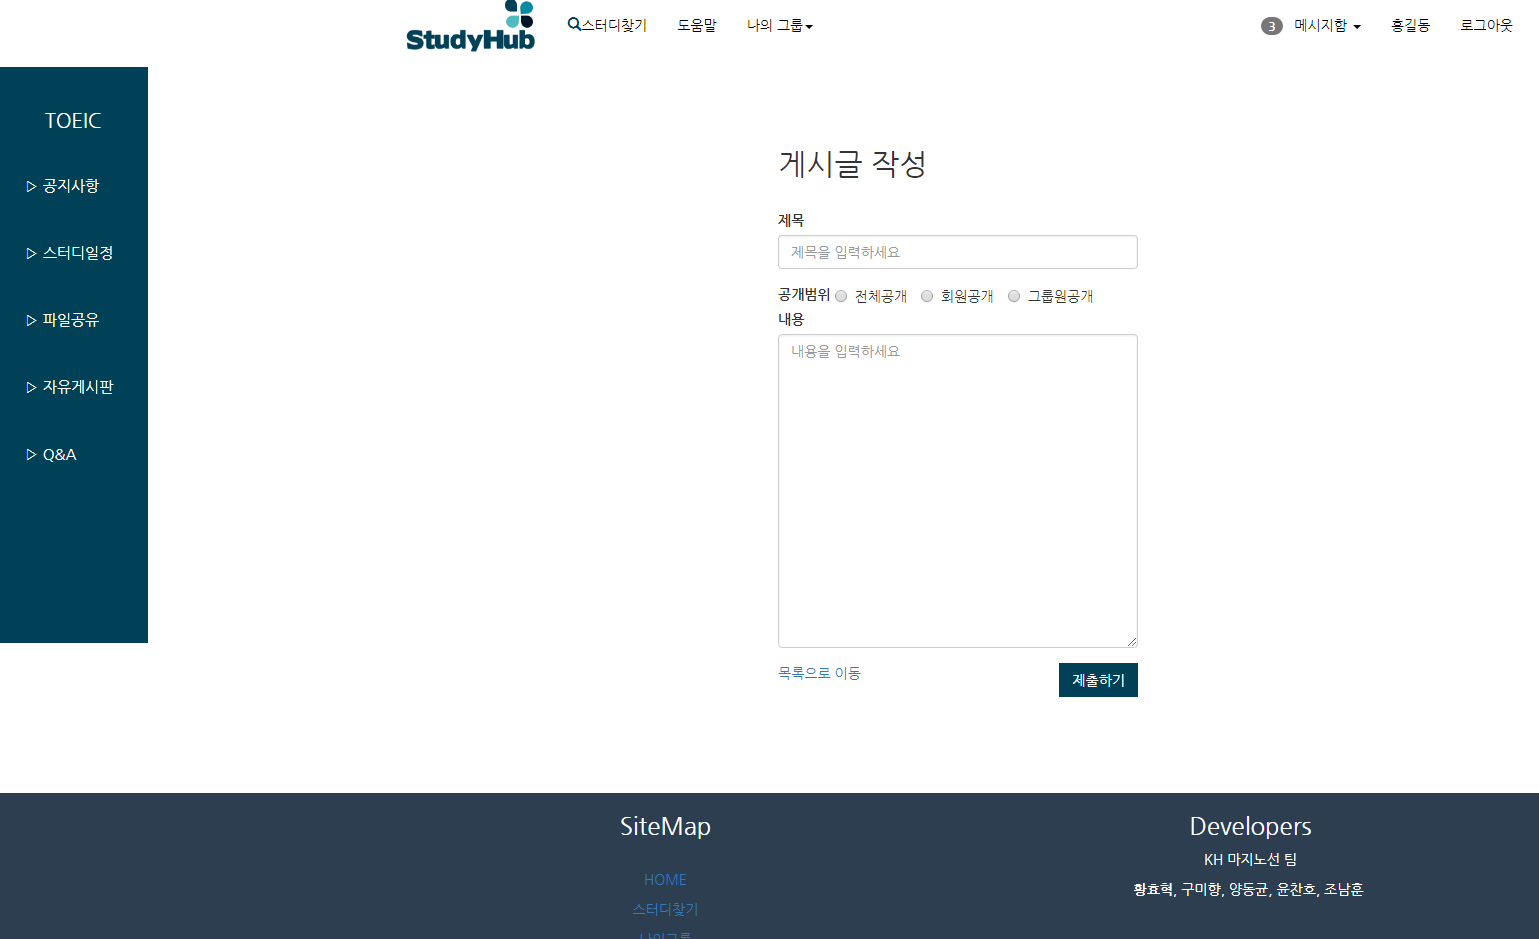 StudyHub 스터디찾기 도움말 나의 그룹 3 메시지함 홍길동 로그아웃
TOEIC
▷ 공지사항
▷ 스터디일정
▷ 파일공유
▷ 자유게시판
▷ Q&A
게시글 작성
제목
제목을 입력하세요
공개범위 전체공개 회원공개 그룹원공개
내용
내용을 입력하세요
목록으로 이동 제출하기
SiteMap
HOME
스터디찾기
나의그룹
Developers
KH 마지노선 팀
황효혁, 구미향, 양동균, 윤찬호, 조남훈